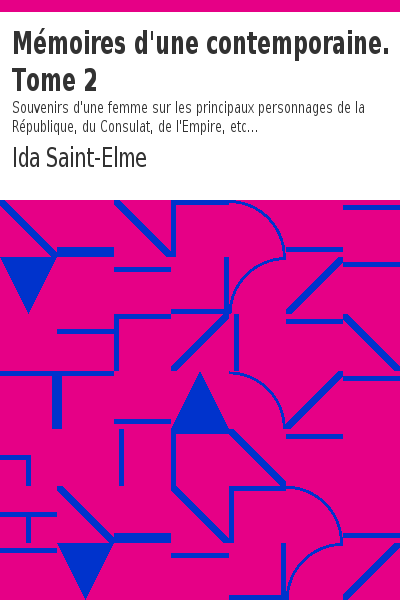 Mémoires d'une contemporaine.
Tome 2
Souvenirs d'une femme sur les principaux personnages de la
République, du Consulat, de l'Empire, etc...
Ida Saint-Elme